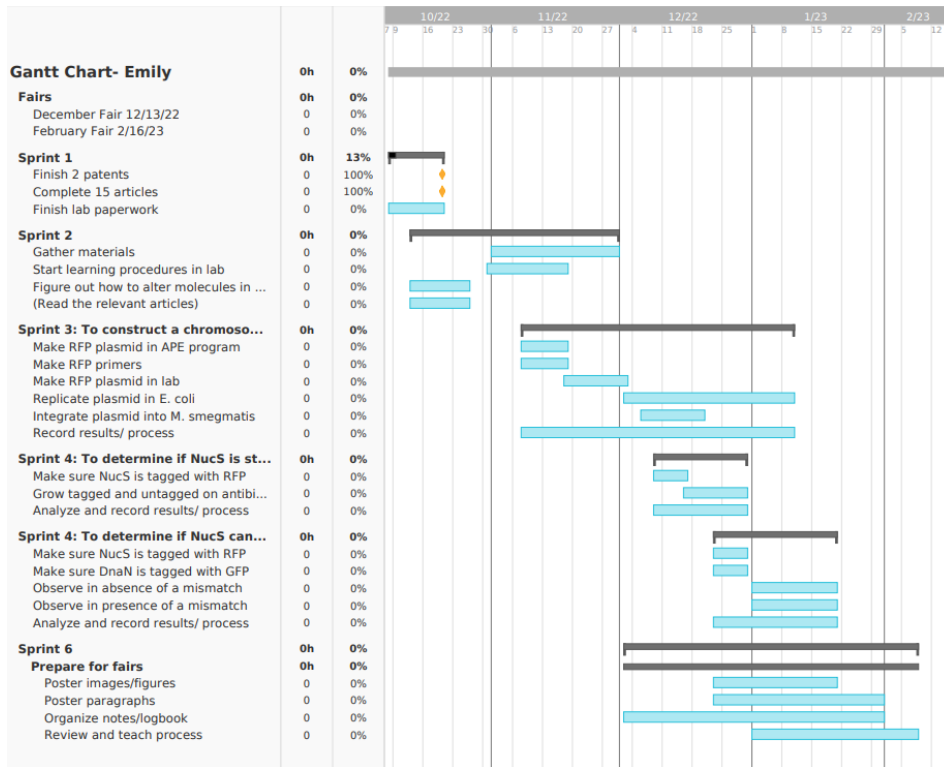 10/22 11/22 12/22 1/23 2/23
7 9 16 23 30 6 13 20 27 4 11 18 25 1 8 15 22 29 5 12
Gantt Chart- Emily 0h 0%
Fairs 0h 0%
December Fair 12/13/22 0 0%
February Fair 2/16/23 0 0%
Sprint 1 0h 13%
Finish 2 patents 0 100%
Complete 15 articles 0 100%
Finish lab paperwork 0 0%
Sprint 2 0h 0%
Gather materials 0 0%
Start learning procedures in lab 0 0%
Figure out how to alter molecules in ... 0 0%
(Read the relevant articles) 0 0%
Sprint 3: To construct a chromoso... 0h 0%
Make RFP plasmid in APE program 0 0%
Make RFP primers 0 0%
Make RFP plasmid in lab 0 0%
Replicate plasmid in E. coli 0 0%
Integrate plasmid into M. smegmatis 0 0%
Record results/ process 0 0%
Sprint 4: To determine if NucS is st... 0h 0%
Make sure NucS is tagged with RFP 0 0%
Grow tagged and untagged on antibi... 0 0%
Analyze and record results/ process 0 0%
Sprint 4: To determine if NucS can... 0h 0%
Make sure NucS is tagged with RFP 0 0%
Make sure DnaN is tagged with GFP 0 0%
Observe in absence of a mismatch 0 0%
Observe in presence of a mismatch 0 0%
Analyze and record results/ process 0 0%
Sprint 6 0h 0%
Prepare for fairs 0h 0%
Poster images/figures 0 0%
Poster paragraphs 0 0%
Organize notes/logbook 0 0%
Review and teach process 0 0%